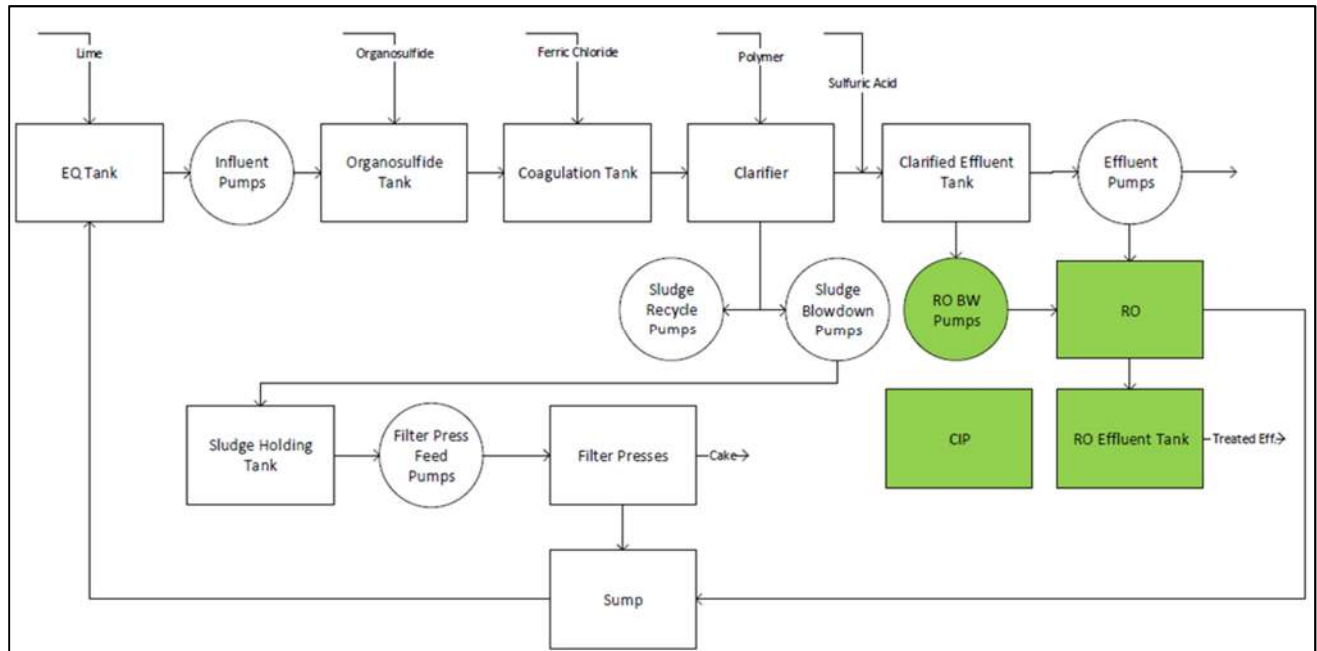 Lime
Organosulfide
Ferric Chloride
Polymer
Sulfuric Acid
EQ Tank
Influent
Pumps
Organosulfide
Tank
Coagulation Tank
Clarifier
Clarified Effluent
Tank
Effluent
Pumps
Sludge
Recycle
Pumps
Sludge
Blowdown
Pumps
RO BW
Pumps
RO
Sludge Holding
Tank
Filter Press
Feed
Pumps
Filter Presses
Cake
CIP
RO Effluent Tank
Treated Eff.
Sump